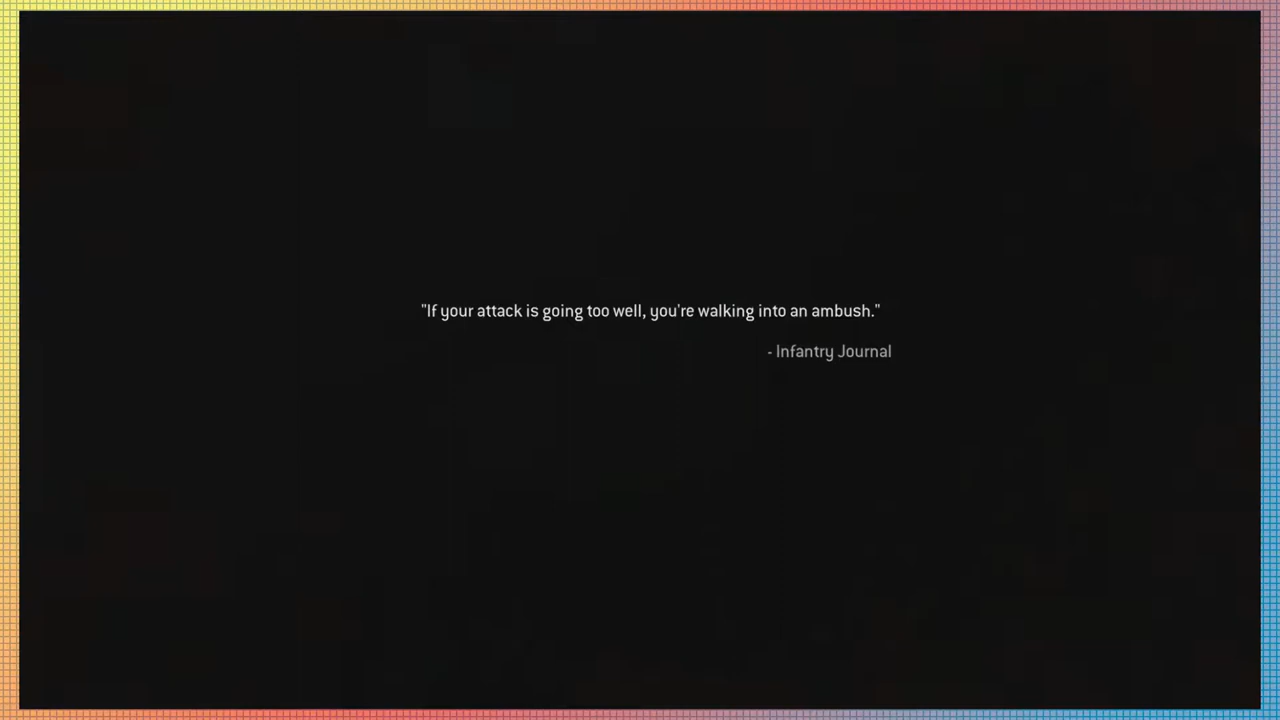 "If your attack is going too well, you're walking into an ambush."
- Infantry Journal